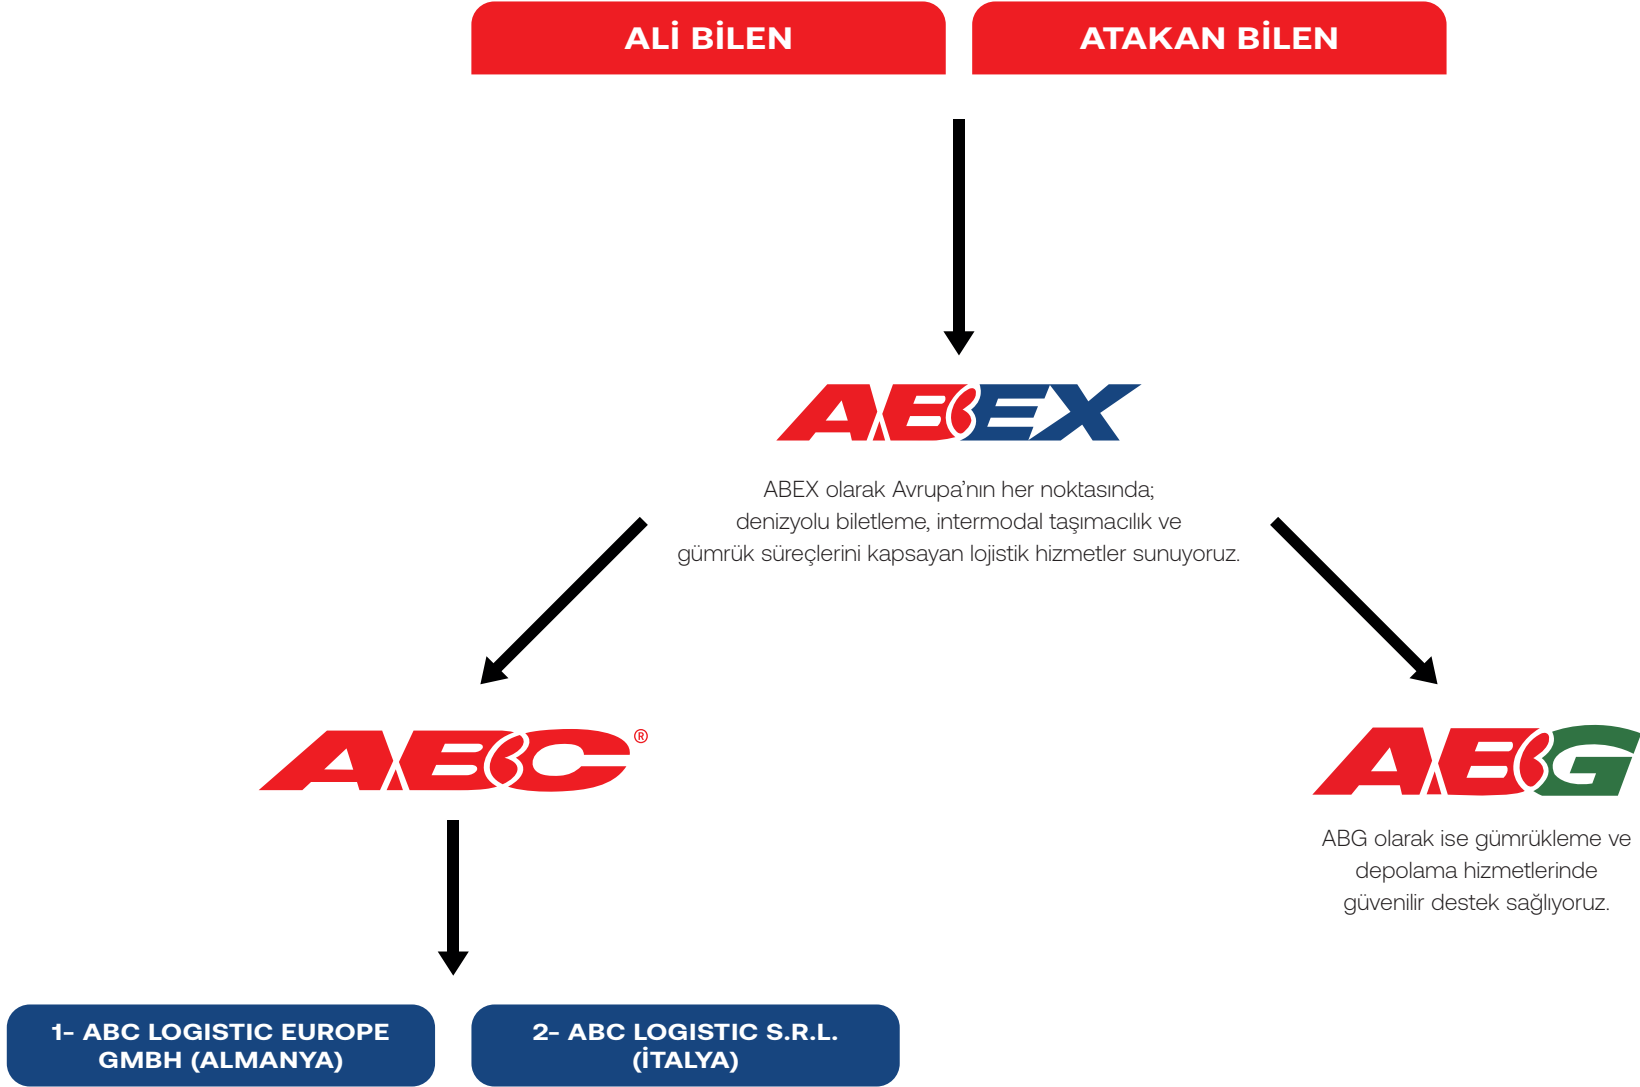 ALİ BİLEN
ATAKAN BİLEN
ABEX
ABEX olarak Avrupa’nın her noktasında;
denizyolu biletleme, intermodal taşımacılık ve
gümrük süreçlerini kapsayan lojistik hizmetler sunuyoruz.
ABC®
ABG
ABG olarak ise gümrükleme ve
depolama hizmetlerinde
güvenilir destek sağlıyoruz.
1- ABC LOGISTIC EUROPE
GMBH (ALMANYA)
2- ABC LOGISTIC S.R.L.
(İTALYA)